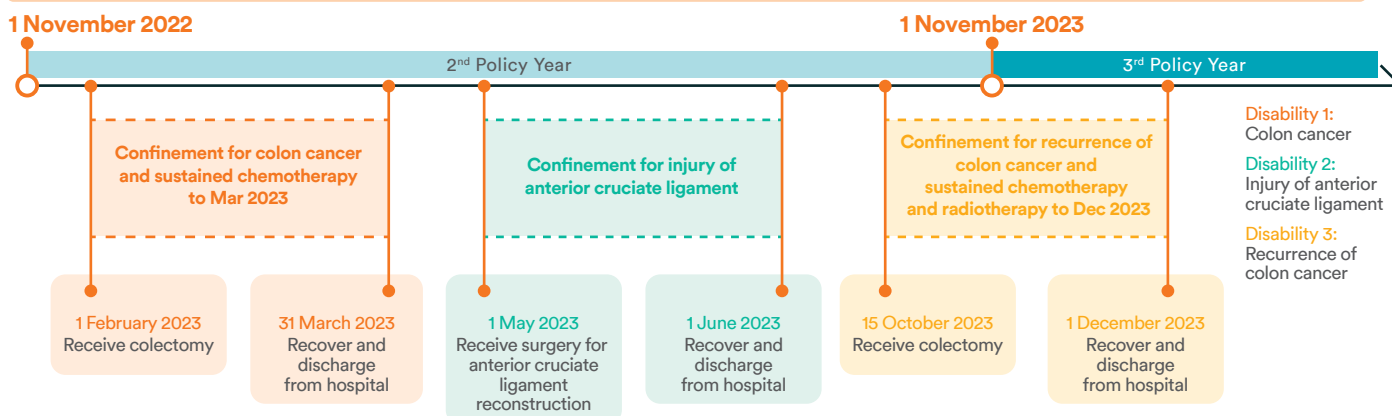 1 November 2022
1 November 2023
2nd Policy Year
3rd Policy Year
Confinement for colon cancer
and sustained chemotherapy
to Mar 2023
Confinement for injury of
anterior cruciate ligament
Confinement for recurrence of
colon cancer and
sustained chemotherapy
and radiotherapy to Dec 2023
Disability 1:
Colon cancer
Disability 2:
Injury of anterior
cruciate ligament
Disability 3:
Recurrence of
colon cancer
1 February 2023
Receive colectomy
31 March 2023
Recover and
discharge
from hospital
1 May 2023
Receive surgery for
anterior cruciate
ligament
reconstruction
1 June 2023
Recover and
discharge
from hospital
15 October 2023
Receive colectomy
1 December 2023
Recover and
discharge
from hospital